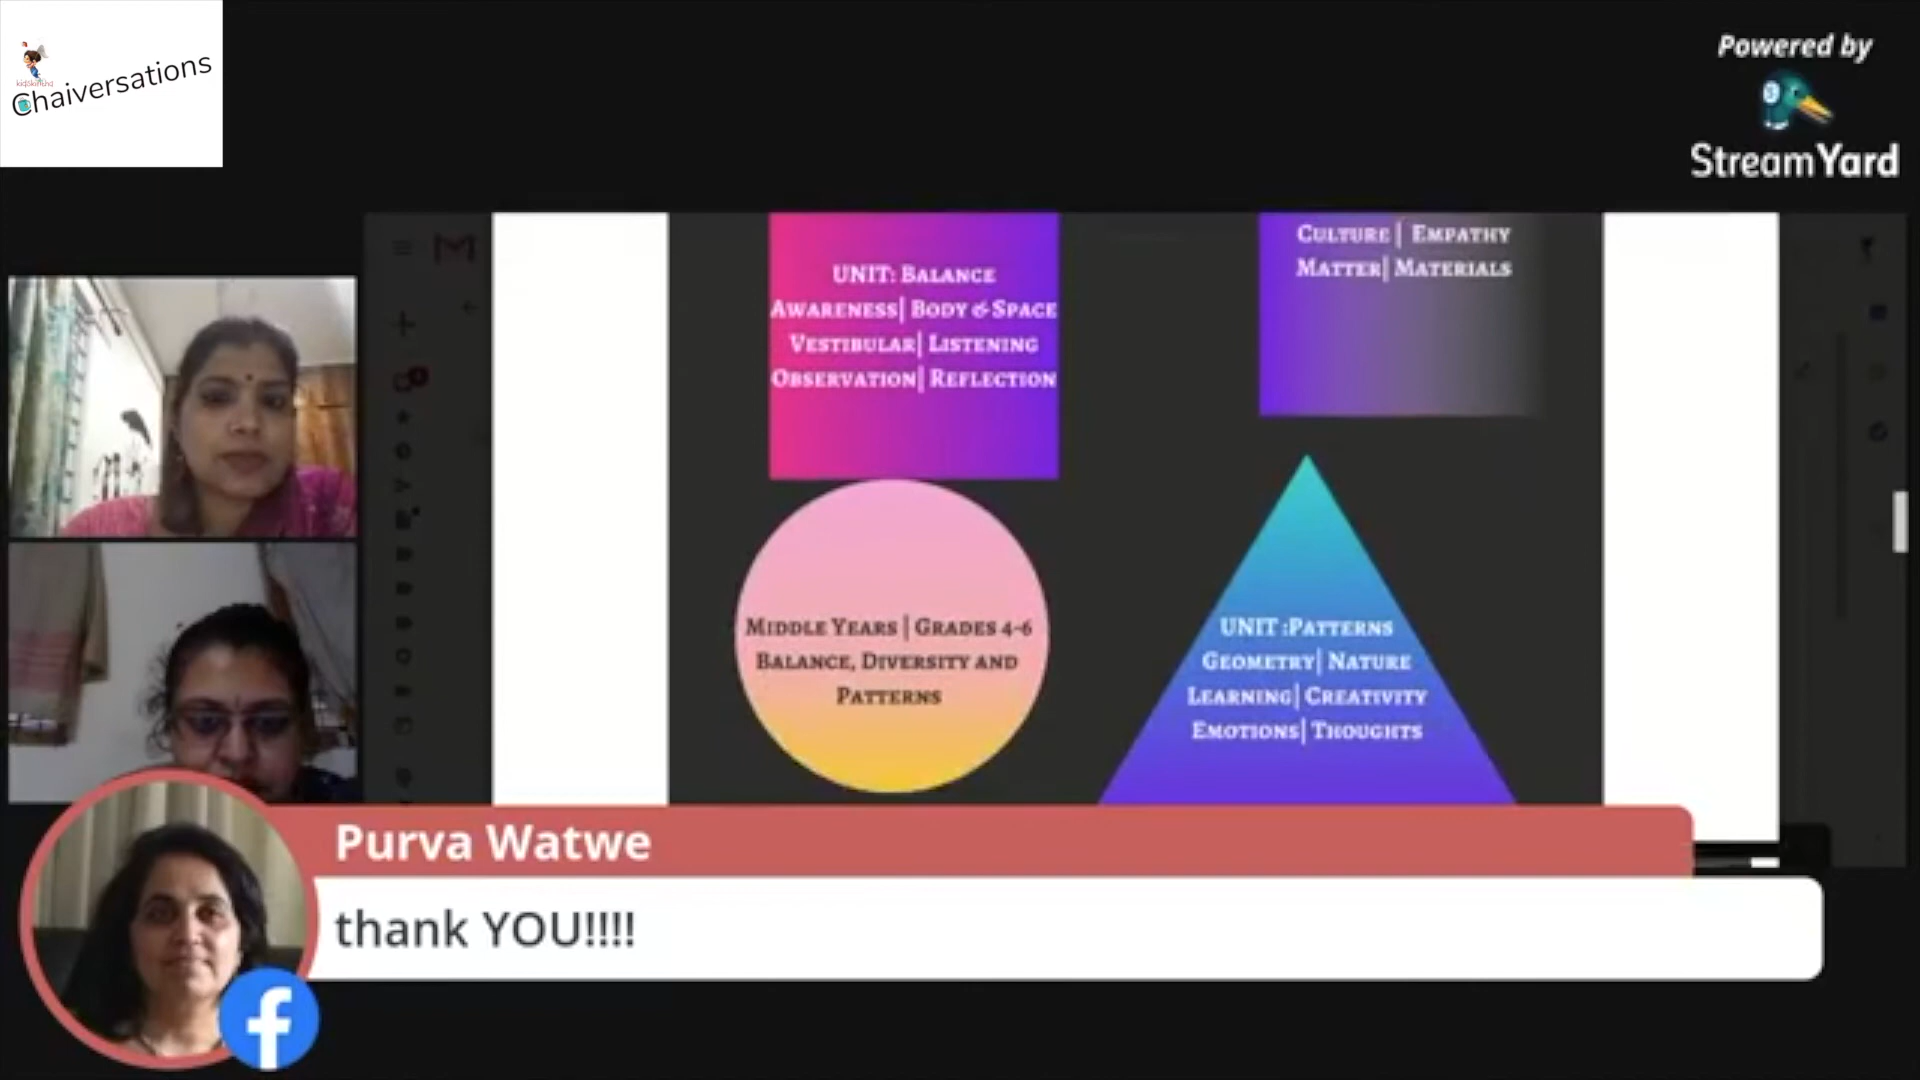 Chaiversations
Powered by
StreamYard
UNIT: Balance
Awareness| Body & Space
Vestibular| Listening
Observation| Reflection
Culture| Empathy
Matter| Materials
Middle Years | Grades 4-6
Balance, Diversity and
Patterns
UNIT :Patterns
Geometry| Nature
Learning| Creativity
Emotions| Thoughts
Purva Watwe
thank YOU!!!!